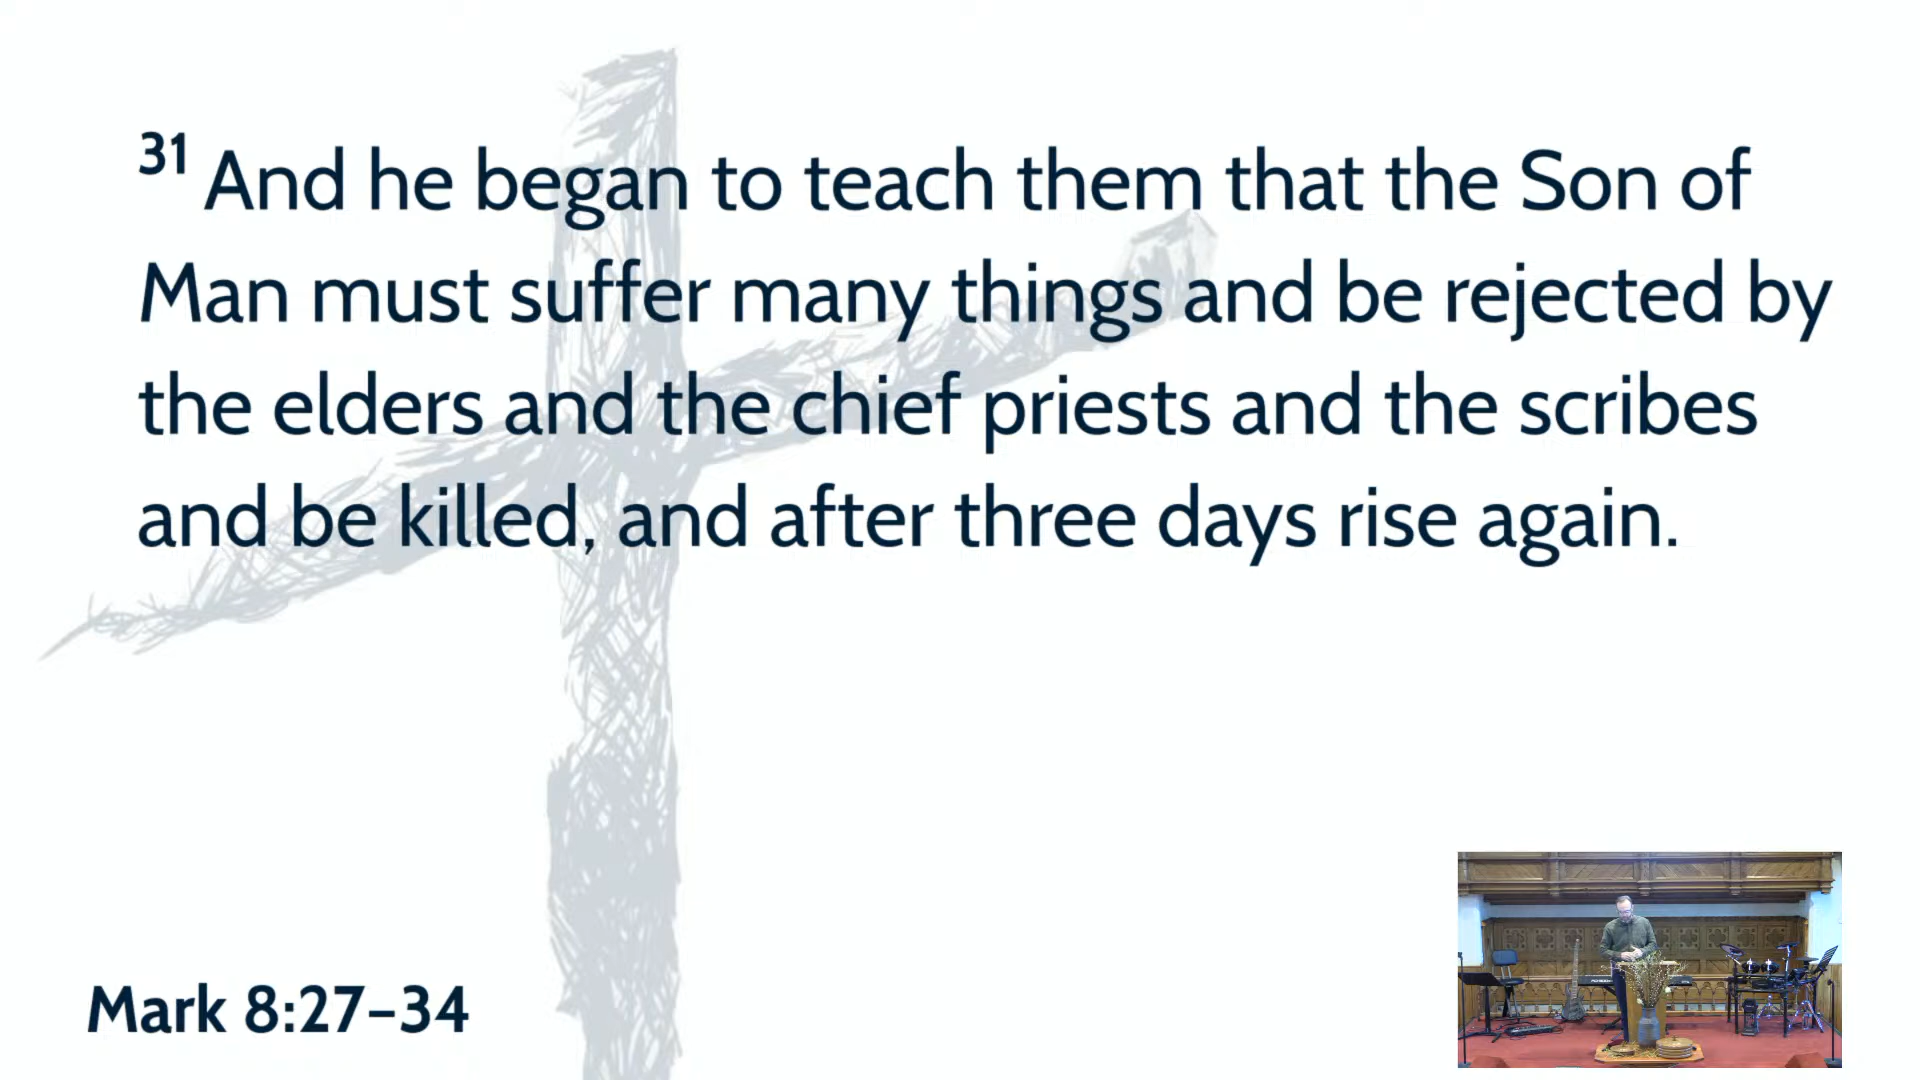 31 And he began to teach them that the Son of
Man must suffer many things and be rejected by
the elders and the chief priests and the scribes
and be killed, and after three days rise again.
Mark 8:27–34